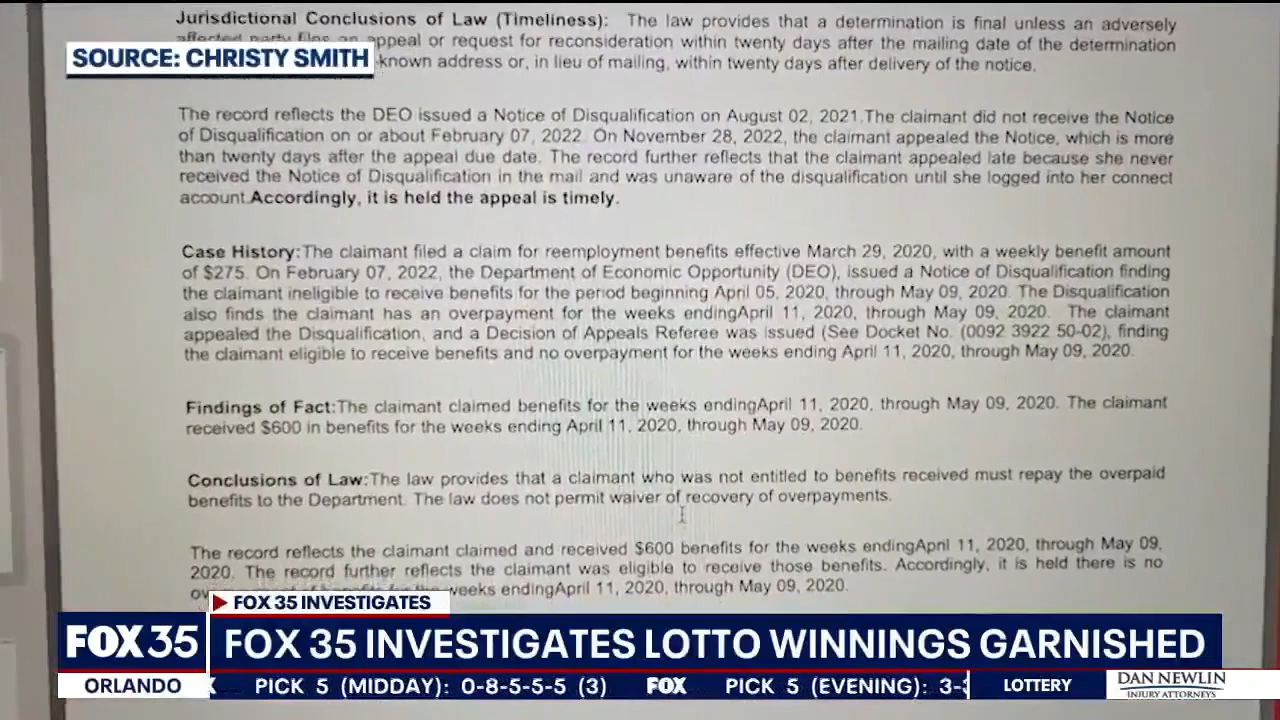 Jurisdictional Conclusions of Law (Timeliness): The law provides that a determination is final unless an adversely
affected party files an appeal or request for reconsideration within twenty days after the mailing date of the determination
SOURCE: CHRISTY SMITH
-known address or, in lieu of mailing, within twenty days after delivery of the notice.
The record reflects the DEO issued a Notice of Disqualification on August 02, 2021.The claimant did not receive the Notice
of Disqualification on or about February 07, 2022. On November 28, 2022, the claimant appealed the Notice, which is more
than twenty days after the appeal due date. The record further reflects that the claimant appealed late because she never
received the Notice of Disqualification in the mail and was unaware of the disqualification until she logged into her connect
account.Accordingly, it is held the appeal is timely.
Case History:The claimant filed a claim for reemployment benefits effective March 29, 2020, with a weekly benefit amount
of $275. On February 07, 2022, the Department of Economic Opportunity (DEO), issued a Notice of Disqualification finding
the claimant ineligible to receive benefits for the period beginning April 05, 2020, through May 09, 2020. The Disqualification
also finds the claimant has an overpayment for the weeks endingApril 11, 2020, through May 09, 2020. The claimant
appealed the Disqualification, and a Decision of Appeals Referee was issued (See Docket No. (0092 3922 50-02), finding
the claimant eligible to receive benefits and no overpayment for the weeks ending April 11, 2020, through May 09, 2020.
Findings of Fact:The claimant claimed benefits for the weeks endingApril 11, 2020, through May 09, 2020. The claimant
received $600 in benefits for the weeks ending April 11, 2020, through May 09, 2020.
Conclusions of Law:The law provides that a claimant who was not entitled to benefits received must repay the overpaid
benefits to the Department. The law does not permit waiver of recovery of overpayments.
The record reflects the claimant claimed and received $600 benefits for the weeks endingApril 11, 2020, through May 09,
2020. The record further reflects the claimant was eligible to receive those benefits. Accordingly, it is held there is no
weeks endingApril 11, 2020, through May 09, 2020.
FOX 35 INVESTIGATES
FOX 35
FOX 35 INVESTIGATES LOTTO WINNINGS GARNISHED
ORLANDO
PICK 5 (MIDDAY): 0-8-5-5-5 (3) FOX PICK 5 (EVENING): 3-
LOTTERY
DAN NEWLIN
INJURY ATTORNEYS